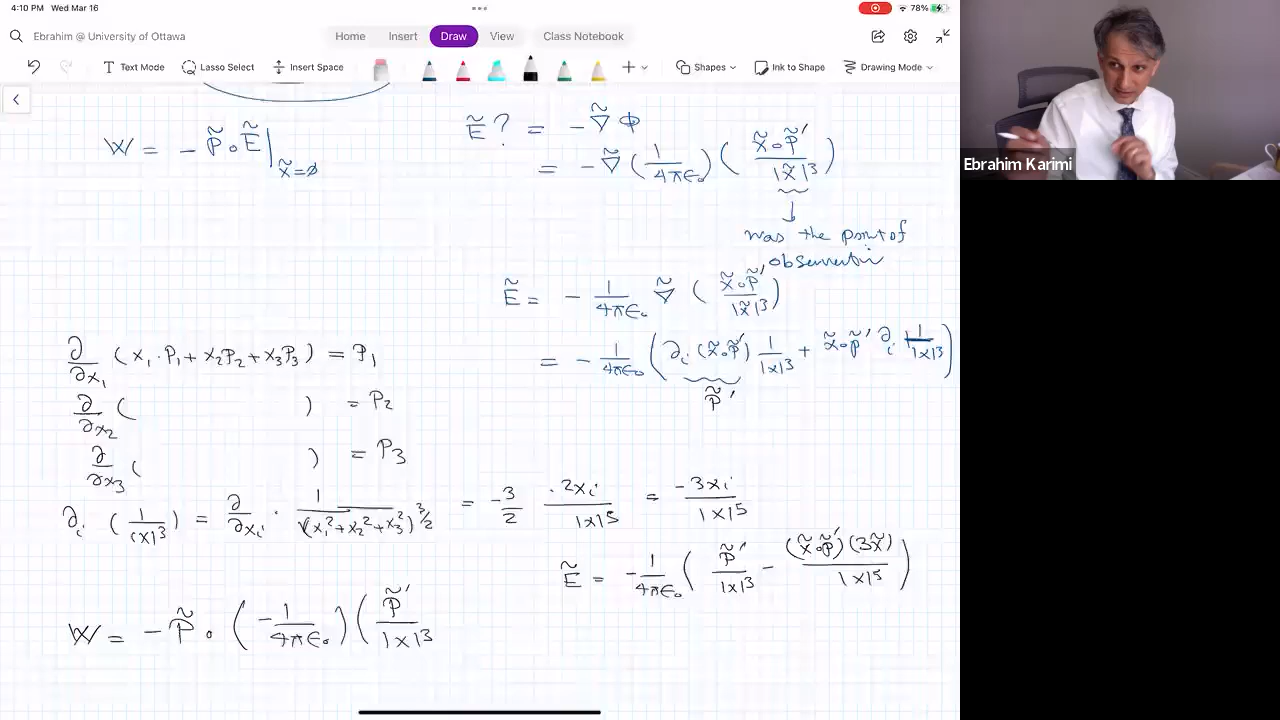 4:10 PM Wed Mar 16
78%
Ebrahim @ University of Ottawa
Home Insert Draw View Class Notebook
Text Mode Lasso Select Insert Space Shapes Ink to Shape Drawing Mode
W = - P̃ ∘ Ẽ |x̃=0
Ẽ ? = - ∇̃ Φ
= - ∇̃ (1/4πε₀) (x̃∘P̃'/|x̃|³)
↓
was the point of
observation
Ẽ = - 1/4πε₀ ∇̃ (x̃∘P̃'/|x̃|³)
= - 1/4πε₀ (∂i (x̃∘P̃') 1/|x|³ + x̃∘P̃' ∂i 1/|x|³)
P̃'
∂/∂x₁ (x₁·P₁ + x₂P₂ + x₃P₃) = P₁
∂/∂x₂ ( ) = P₂
∂/∂x₃ ( ) = P₃
∂i (1/|x|³) = ∂/∂xi · 1/(x₁²+x₂²+x₃²)^3/2 = -3/2 · 2xi/|x|⁵ = -3xi/|x|⁵
Ẽ = -1/4πε₀ (P̃'/|x|³ - (x̃∘P̃')(3x̃)/|x|⁵)
W = - P̃ ∘ (-1/4πε₀) (P̃'/|x|³
Ebrahim Karimi